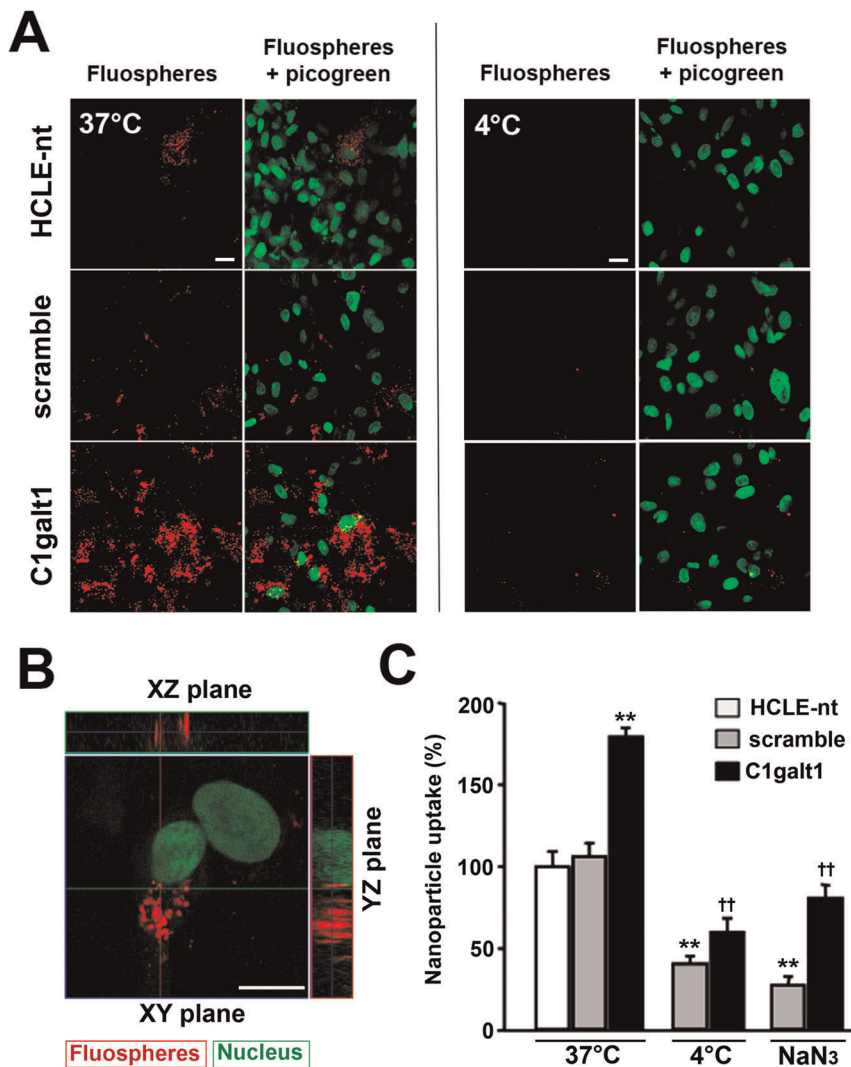 A
Fluospheres
Fluospheres + picogreen
Fluospheres
Fluospheres + picogreen
37°C
4°C
HCLE-nt
scramble
C1galt1
B
XZ plane
YZ plane
XY plane
Fluospheres
Nucleus
C
Nanoparticle uptake (%)
200
150
100
50
0
HCLE-nt
scramble
C1galt1
**
**
††
**
††
37°C
4°C
NaN3